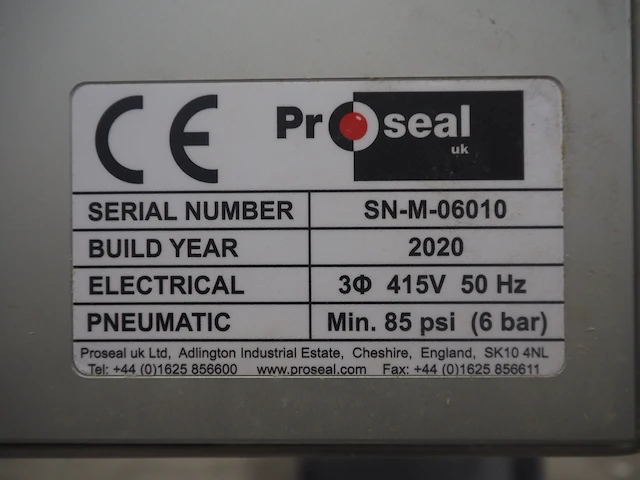 CE Proseal
uk
SERIAL NUMBER SN-M-06010
BUILD YEAR 2020
ELECTRICAL 3Φ 415V 50 Hz
PNEUMATIC Min. 85 psi (6 bar)
Proseal uk Ltd, Adlington Industrial Estate, Cheshire, England, SK10 4NL
Tel: +44 (0)1625 856600 www.proseal.com Fax: +44 (0)1625 856611